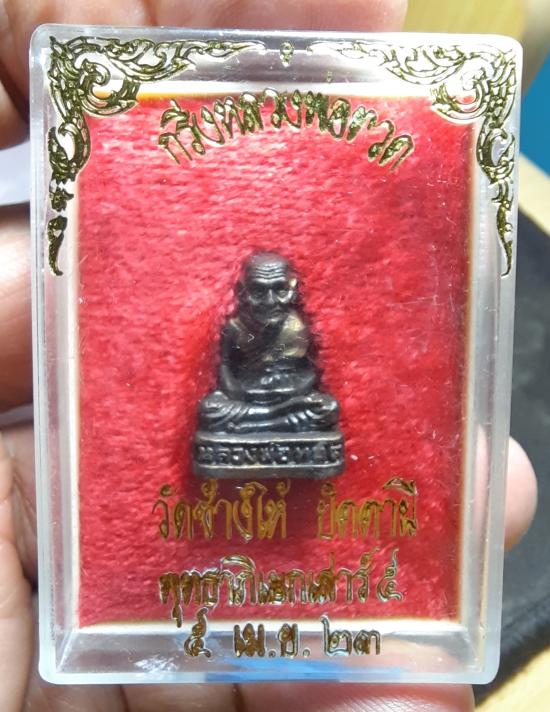 กริ่งหลวงพ่อทวด
หลวงพ่อทวด
วัดช้างให้ ปัตตานี
พุทธาภิเษกเสาร์ ๕
๕ เม.ย. ๒๓